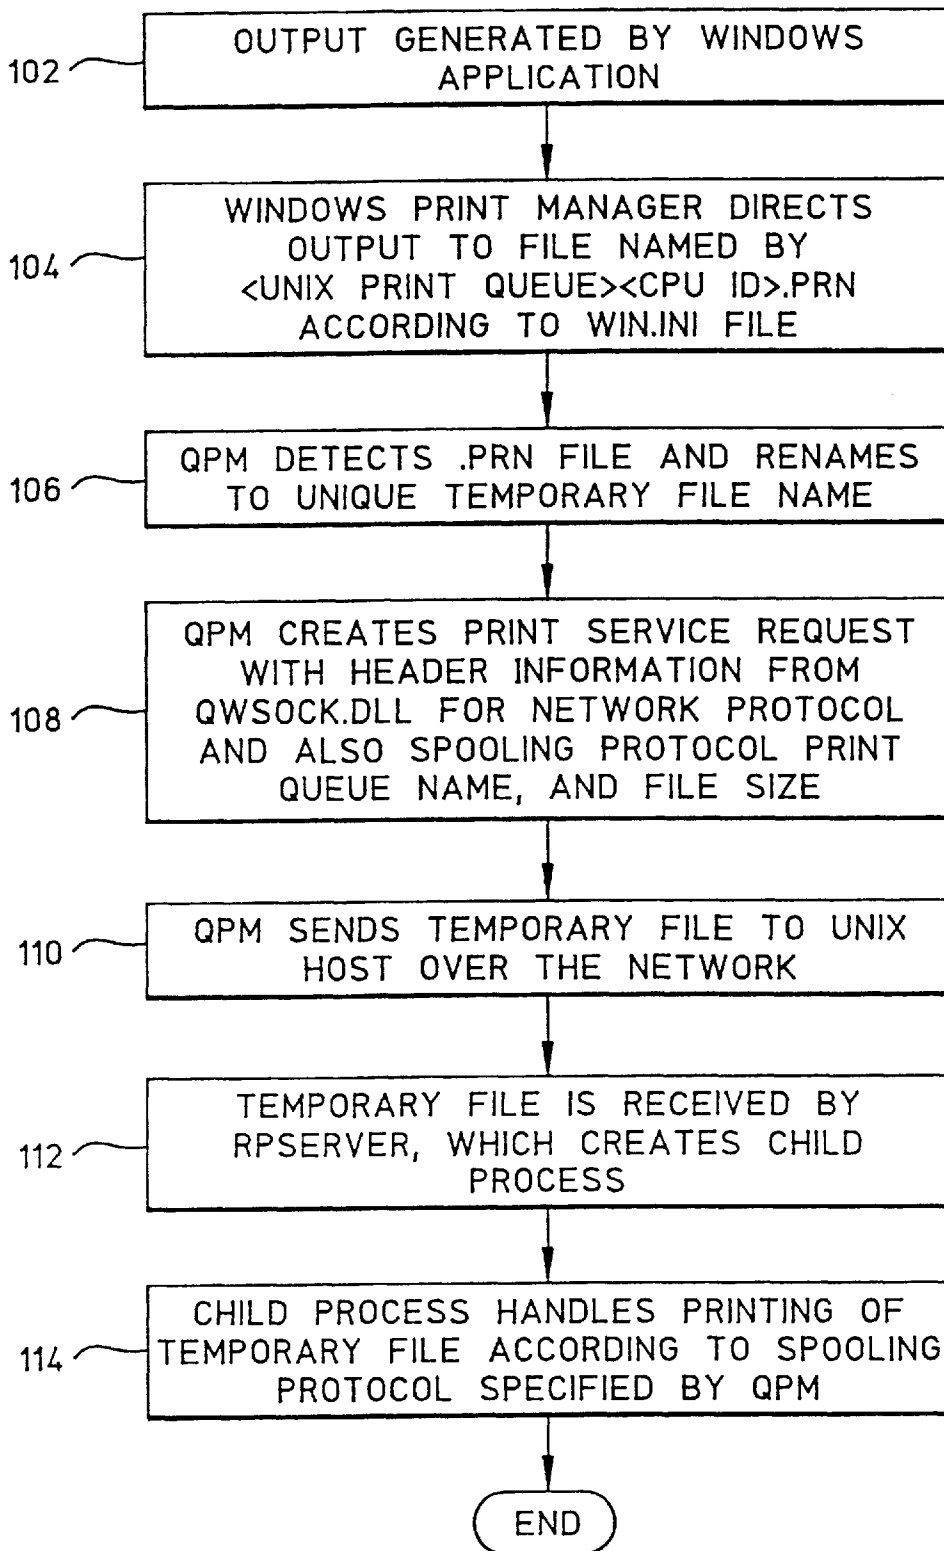 102
OUTPUT GENERATED BY WINDOWS
APPLICATION
104
WINDOWS PRINT MANAGER DIRECTS
OUTPUT TO FILE NAMED BY
<UNIX PRINT QUEUE><CPU ID>.PRN
ACCORDING TO WIN.INI FILE
106
QPM DETECTS .PRN FILE AND RENAMES
TO UNIQUE TEMPORARY FILE NAME
108
QPM CREATES PRINT SERVICE REQUEST
WITH HEADER INFORMATION FROM
QWSOCK.DLL FOR NETWORK PROTOCOL
AND ALSO SPOOLING PROTOCOL PRINT
QUEUE NAME, AND FILE SIZE
110
QPM SENDS TEMPORARY FILE TO UNIX
HOST OVER THE NETWORK
112
TEMPORARY FILE IS RECEIVED BY
RPSERVER, WHICH CREATES CHILD
PROCESS
114
CHILD PROCESS HANDLES PRINTING OF
TEMPORARY FILE ACCORDING TO SPOOLING
PROTOCOL SPECIFIED BY QPM
END